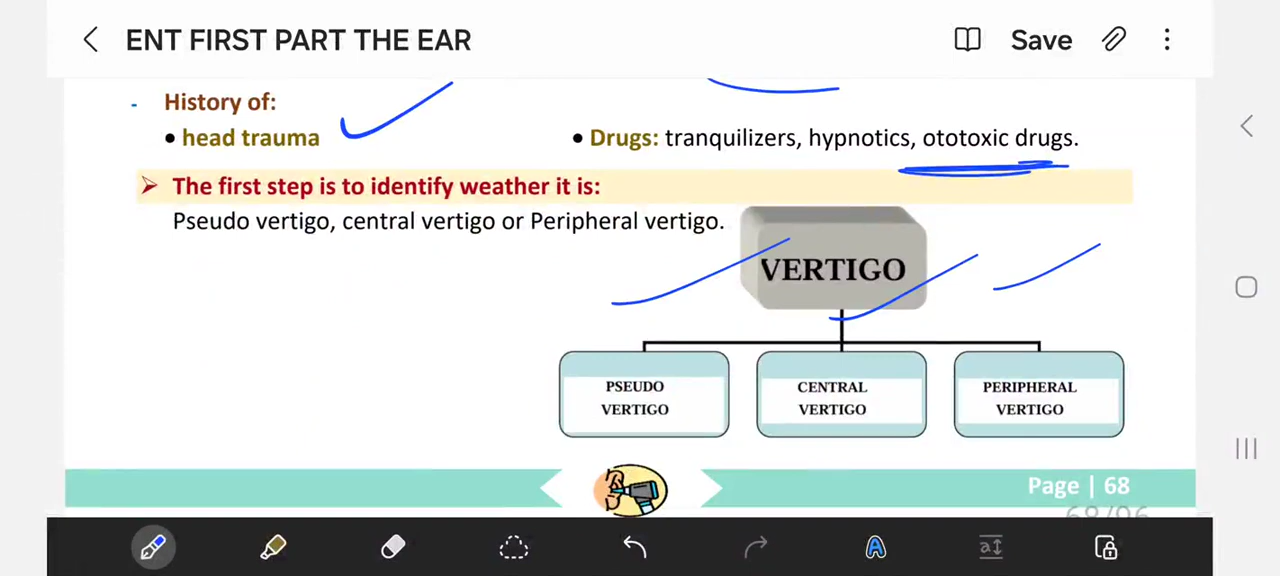 ENT FIRST PART THE EAR
Save
- History of:
• head trauma
• Drugs: tranquilizers, hypnotics, ototoxic drugs.
➢ The first step is to identify weather it is:
Pseudo vertigo, central vertigo or Peripheral vertigo.
VERTIGO
PSEUDO
VERTIGO
CENTRAL
VERTIGO
PERIPHERAL
VERTIGO
Page | 68
68/96